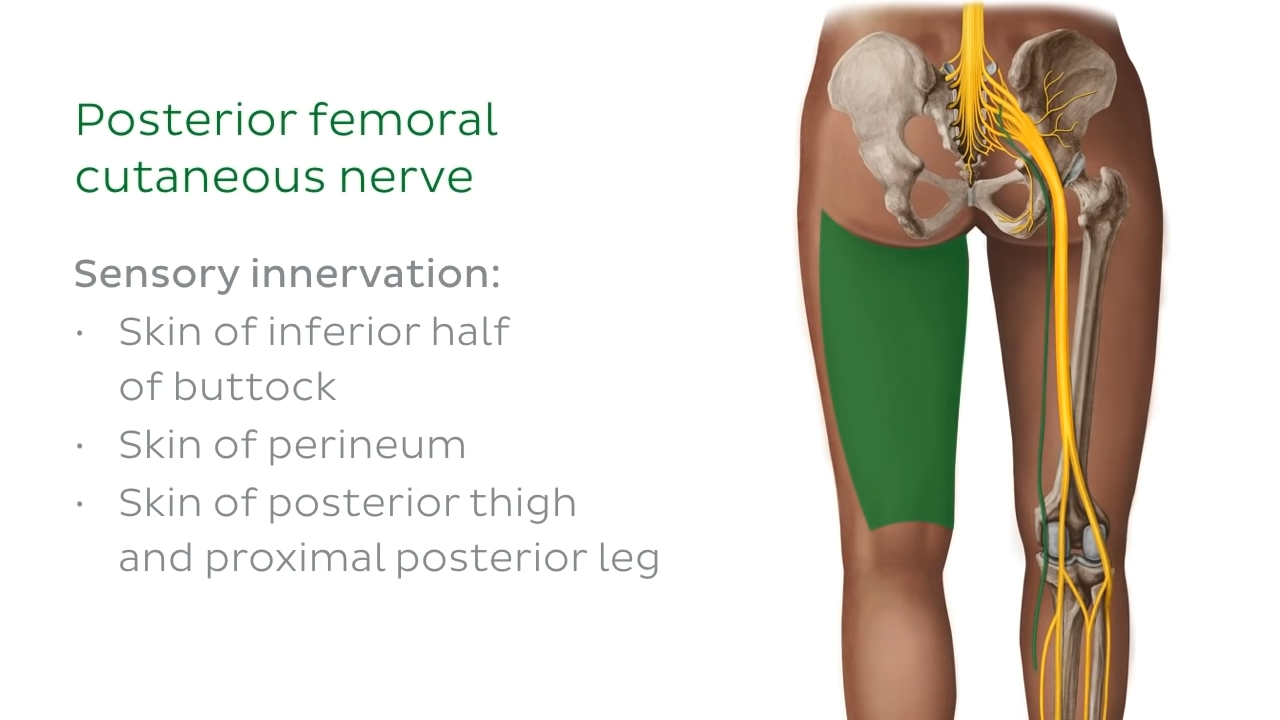 Posterior femoral
cutaneous nerve
Sensory innervation:
· Skin of inferior half
of buttock
· Skin of perineum
· Skin of posterior thigh
and proximal posterior leg